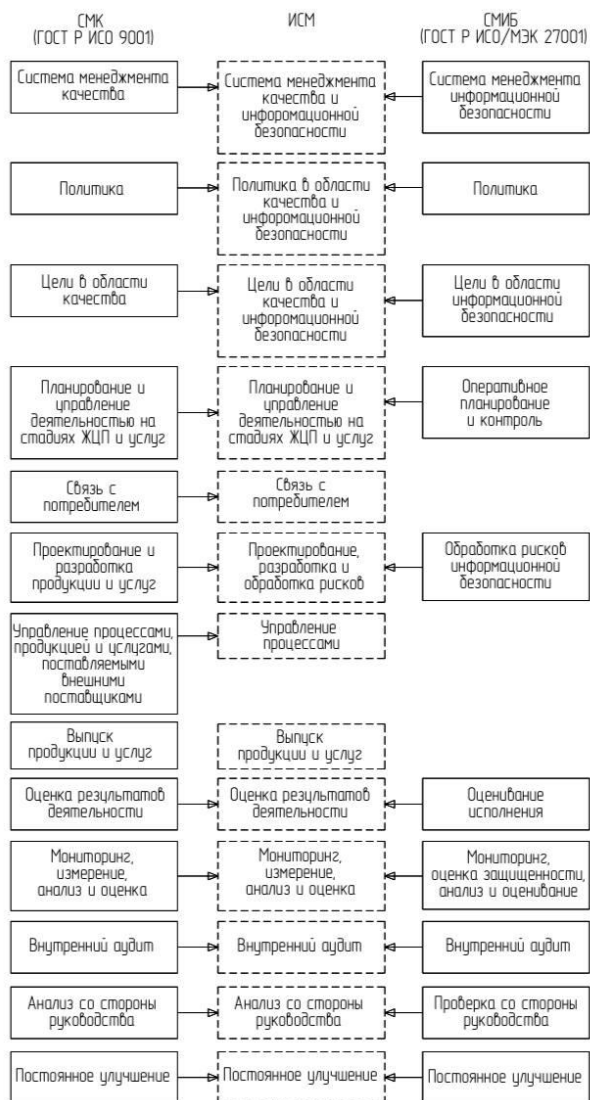 СМК
(ГОСТ Р ИСО 9001)
ИСМ
СМИБ
(ГОСТ Р ИСО/МЭК 27001)
Система менеджмента
качества
Система менеджмента
качества и
информационной
безопасности
Система менеджмента
информационной
безопасности
Политика
Политика в области
качества и
информационной
безопасности
Политика
Цели в области
качества
Цели в области
качества и
информационной
безопасности
Цели в области
информационной
безопасности
Планирование и
управление
деятельностью на
стадиях ЖЦП и услуг
Планирование и
управление
деятельностью на
стадиях ЖЦП и услуг
Оперативное
планирование
и контроль
Связь с
потребителем
Связь с
потребителем
Проектирование и
разработка
продукции и услуг
Проектирование,
разработка и
обработка рисков
Обработка рисков
информационной
безопасности
Управление процессами,
продукцией и услугами,
поставляемыми
внешними
поставщиками
Управление
процессами
Выпуск
продукции и услуг
Выпуск
продукции и услуг
Оценка результатов
деятельности
Оценка результатов
деятельности
Оценивание
исполнения
Мониторинг,
измерение,
анализ и оценка
Мониторинг,
измерение,
анализ и оценка
Мониторинг,
оценка защищенности,
анализ и оценивание
Внутренний аудит
Внутренний аудит
Внутренний аудит
Анализ со стороны
руководства
Анализ со стороны
руководства
Проверка со стороны
руководства
Постоянное улучшение
Постоянное улучшение
Постоянное улучшение